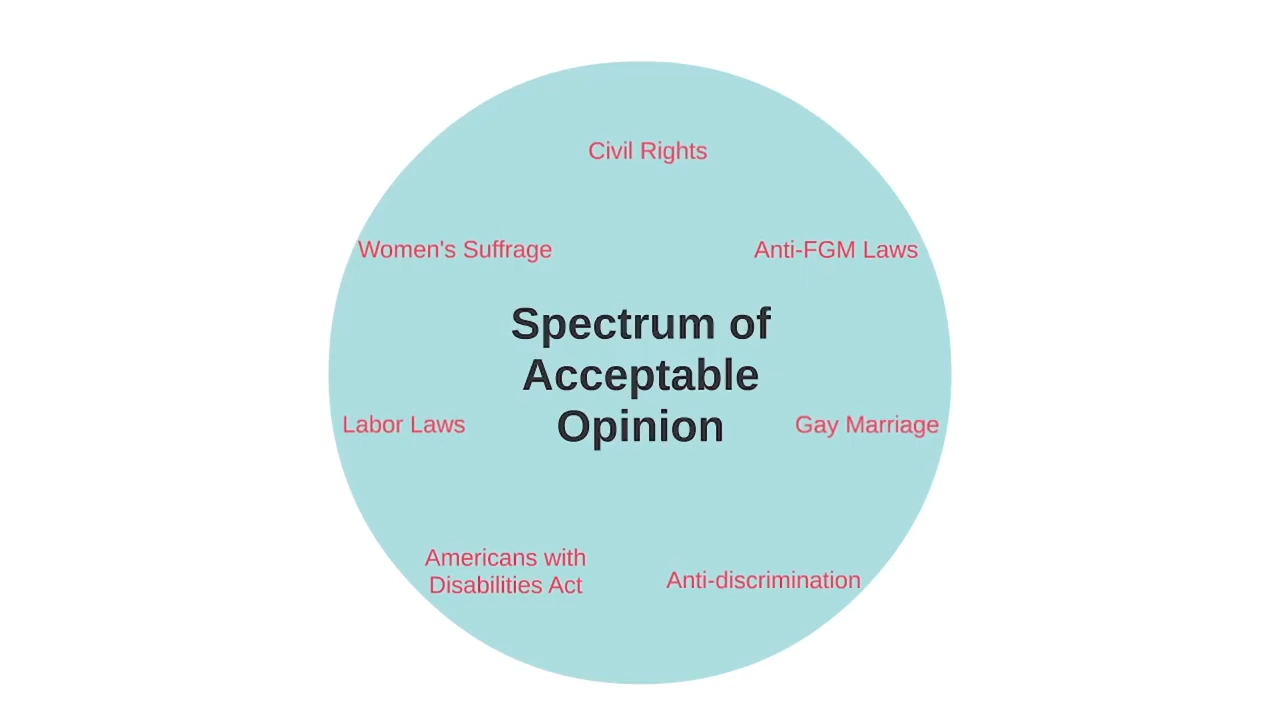 Civil Rights
Women's Suffrage
Anti-FGM Laws
Spectrum of
Acceptable
Opinion
Labor Laws
Gay Marriage
Americans with
Disabilities Act
Anti-discrimination